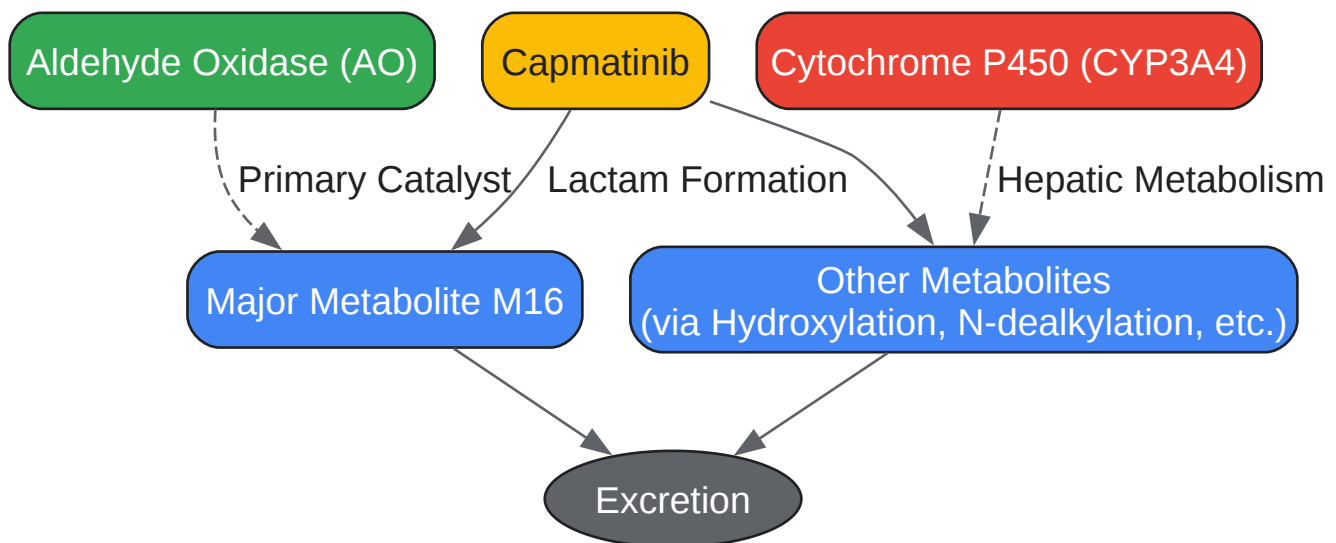 Aldehyde Oxidase (AO)
Capmatinib
Cytochrome P450 (CYP3A4)
Primary Catalyst
Lactam Formation
Hepatic Metabolism
Major Metabolite M16
Other Metabolites
(via Hydroxylation, N-dealkylation, etc.)
Excretion